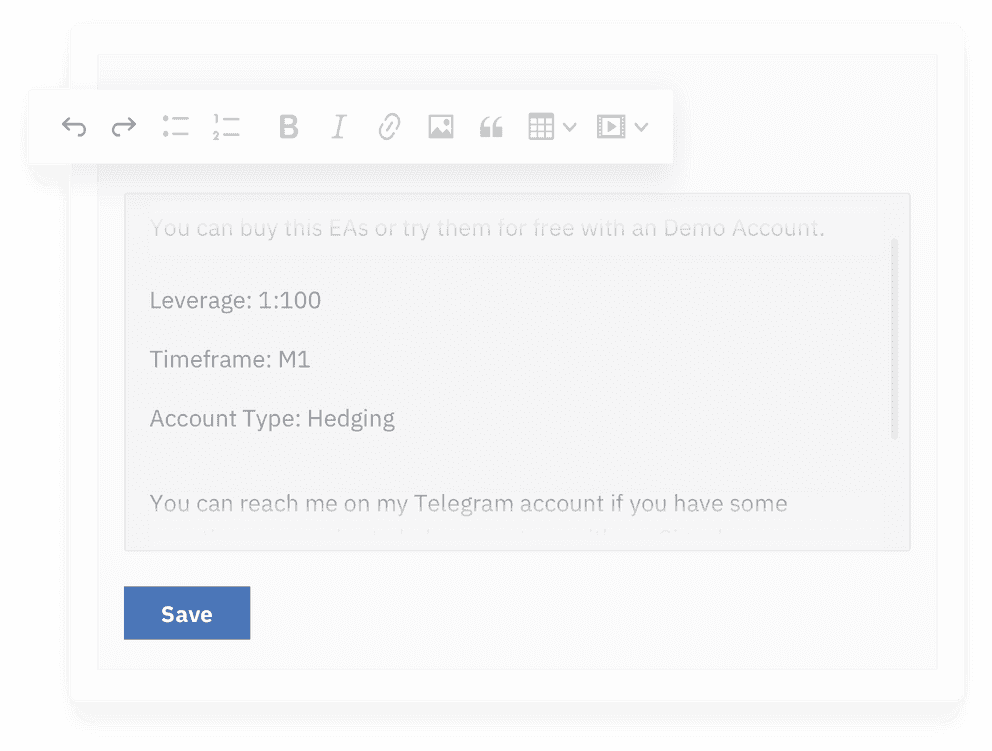 You can buy this EAs or try them for free with an Demo Account.
Leverage: 1:100
Timeframe: M1
Account Type: Hedging
You can reach me on my Telegram account if you have some
Save